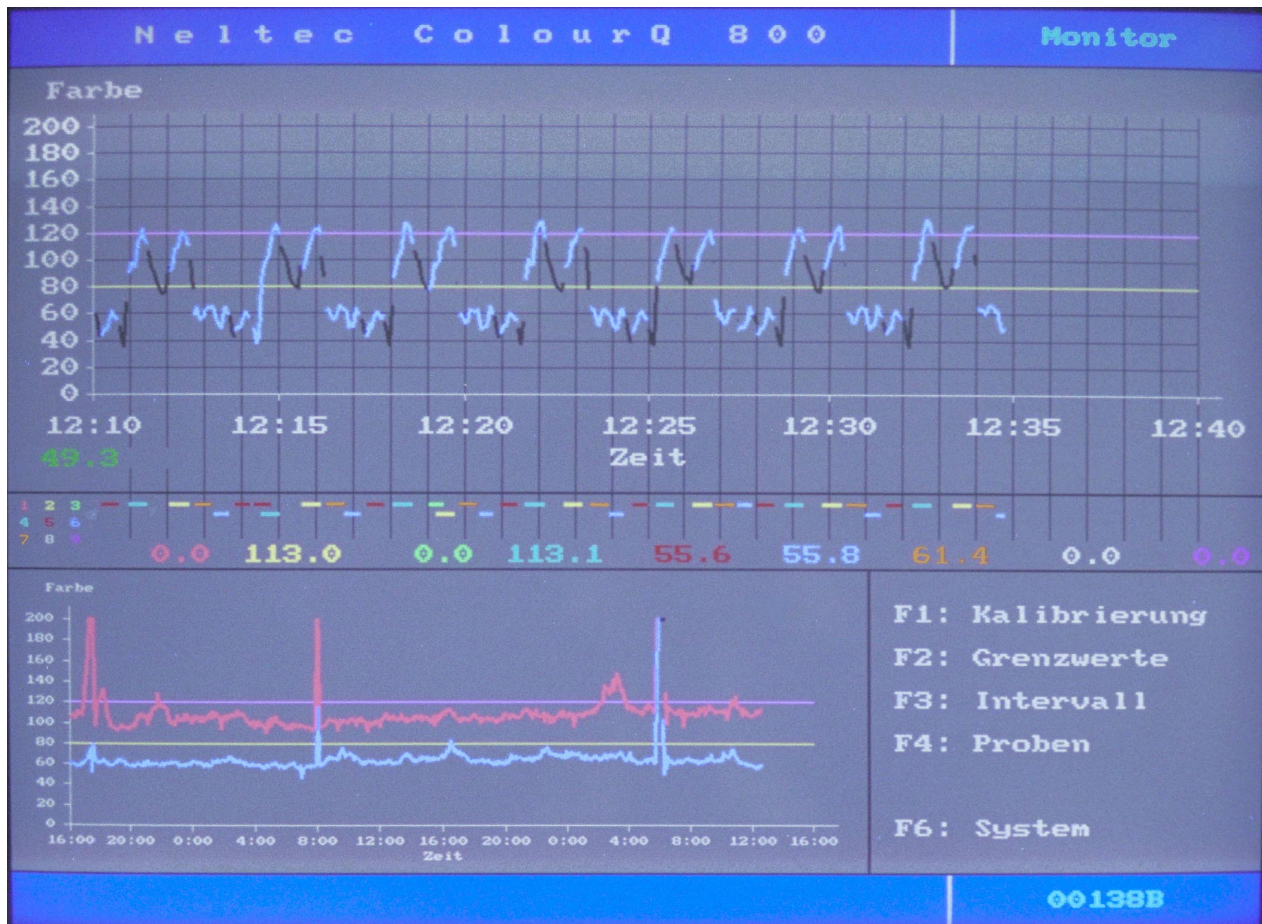 Neltec ColourQ 800 Monitor
Farbe
200
180
160
140
120
100
80
60
40
20
0
12:10 12:15 12:20 12:25 12:30 12:35 12:40
49.3 Zeit
1 2 3
4 5 6
7 8 9
0.0 113.0 0.0 113.1 55.6 55.8 61.4 0.0 0.0
Farbe
200
180
160
140
120
100
80
60
40
20
0
16:00 20:00 0:00 4:00 8:00 12:00 16:00 20:00 0:00 4:00 8:00 12:00 16:00
Zeit
F1: Kalibrierung
F2: Grenzwerte
F3: Intervall
F4: Proben
F6: System
00138B